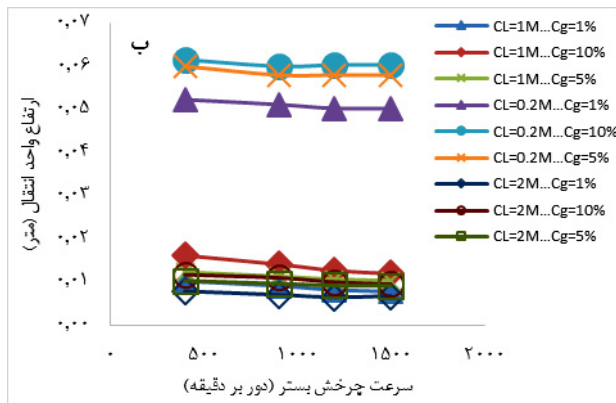 ب
ارتفاع واحد انتقال (متر)
۰,۰۷
۰,۰۶
۰,۰۵
۰,۰۴
۰,۰۳
۰,۰۲
۰,۰۱
۰,۰۰
۰ ۵۰۰ ۱۰۰۰ ۱۵۰۰ ۲۰۰۰
سرعت چرخش بستر (دور بر دقیقه)
CL=1M...Cg=1%
CL=1M...Cg=10%
CL=1M...Cg=5%
CL=0.2M...Cg=1%
CL=0.2M...Cg=10%
CL=0.2M...Cg=5%
CL=2M...Cg=1%
CL=2M...Cg=10%
CL=2M...Cg=5%